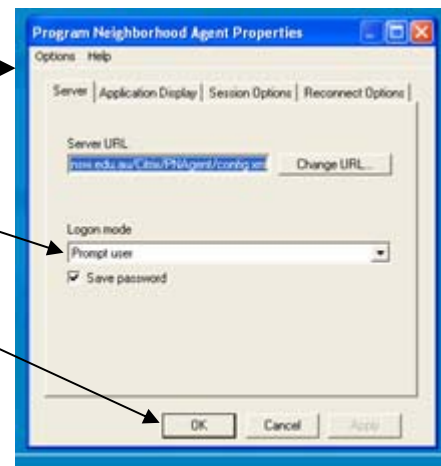 Program Neighborhood Agent Properties
Options Help
Server Application Display Session Options Reconnect Options
Server URL
nsw.edu.au/Citrix/PNAgent/config.xml Change URL...
Logon mode
Prompt user
Save password
OK Cancel Apply